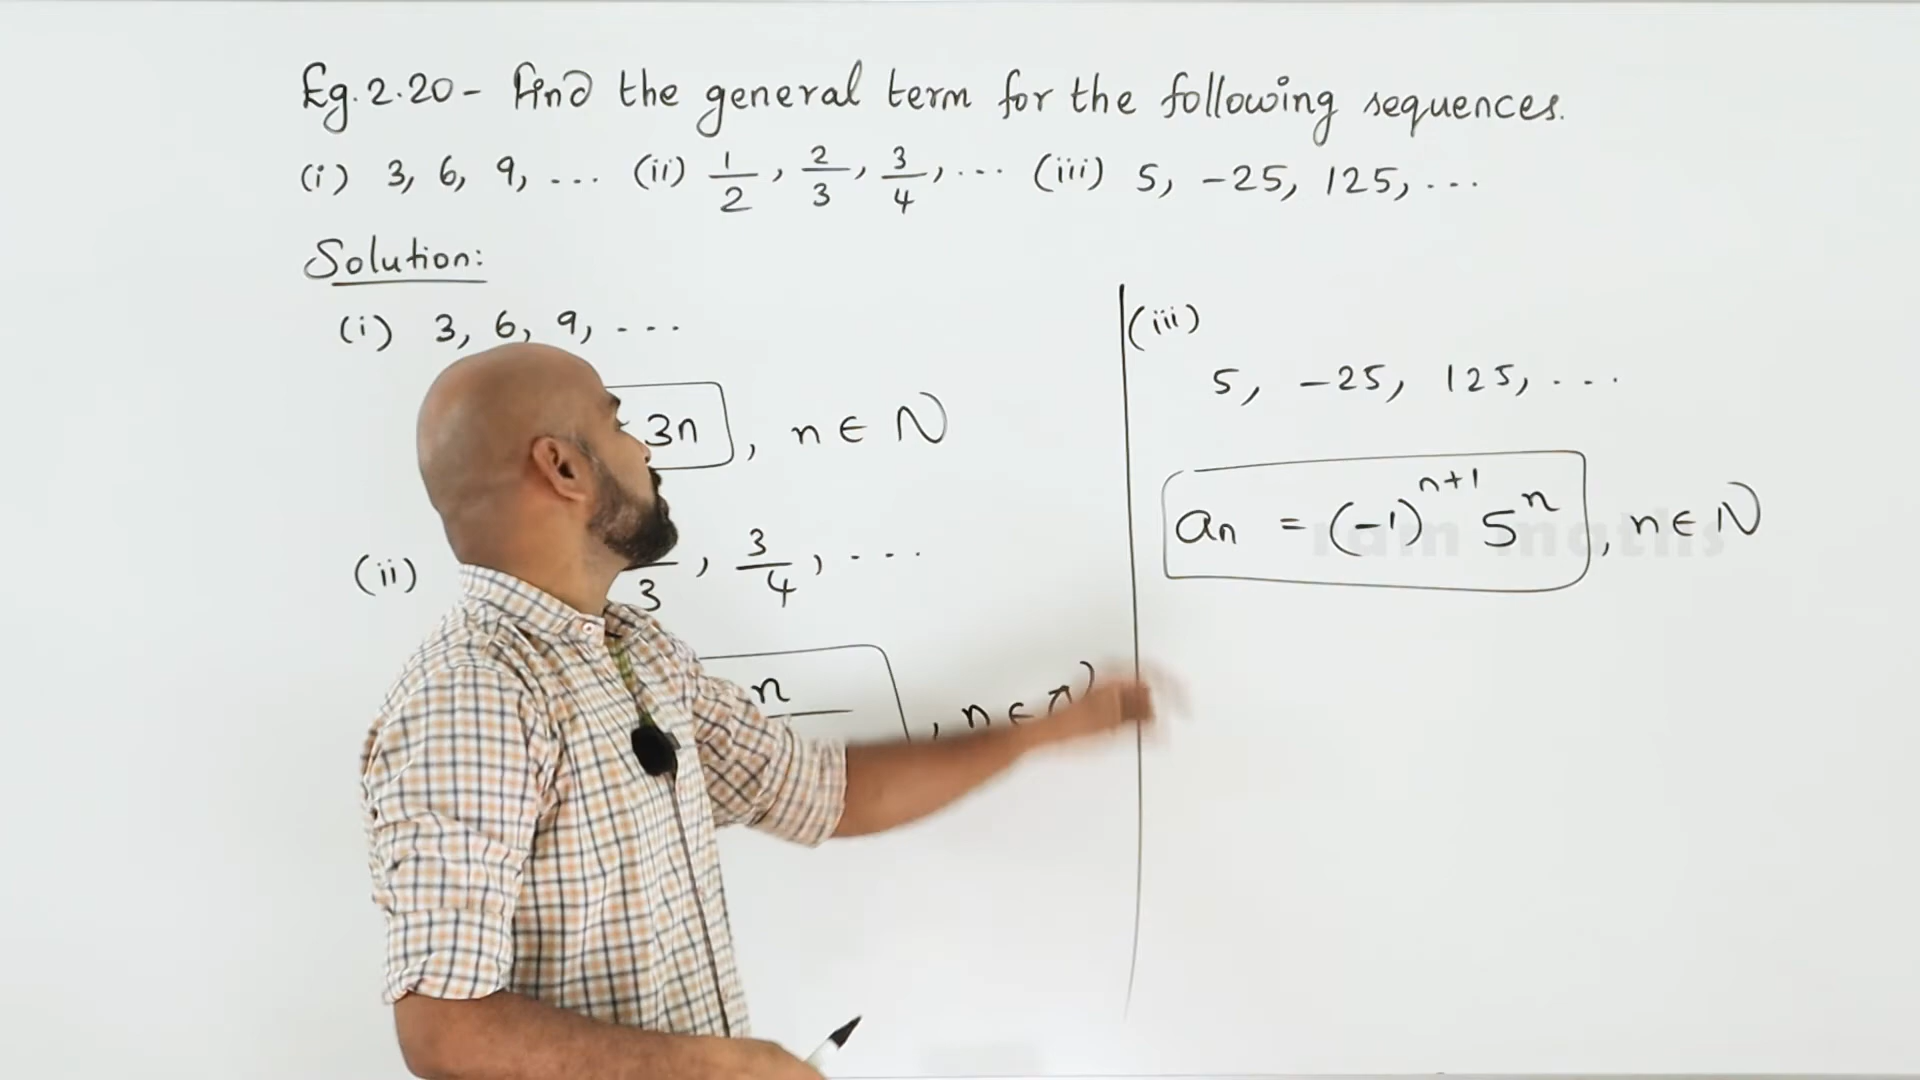 Eg. 2.20 - Find the general term for the following sequences.
(i) 3, 6, 9, ... (ii) 1/2, 2/3, 3/4, ... (iii) 5, -25, 125, ...
Solution:
(i) 3, 6, 9, ...
3n, n ∈ N
(ii) 3, 3/4, ...
n, n ∈ N
(iii)
5, -25, 125, ...
an = (-1)^n+1 5^n, n ∈ N
ram maths